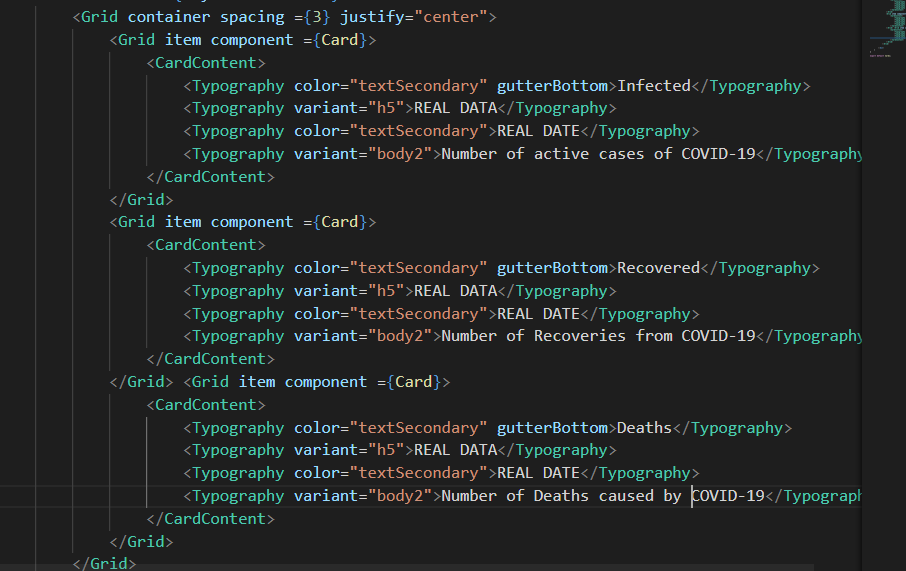 <Grid container spacing ={3} justify="center">
<Grid item component ={Card}>
<CardContent>
<Typography color="textSecondary" gutterBottom>Infected</Typography>
<Typography variant="h5">REAL DATA</Typography>
<Typography color="textSecondary">REAL DATE</Typography>
<Typography variant="body2">Number of active cases of COVID-19</Typography
</CardContent>
</Grid>
<Grid item component ={Card}>
<CardContent>
<Typography color="textSecondary" gutterBottom>Recovered</Typography>
<Typography variant="h5">REAL DATA</Typography>
<Typography color="textSecondary">REAL DATE</Typography>
<Typography variant="body2">Number of Recoveries from COVID-19</Typography
</CardContent>
</Grid> <Grid item component ={Card}>
<CardContent>
<Typography color="textSecondary" gutterBottom>Deaths</Typography>
<Typography variant="h5">REAL DATA</Typography>
<Typography color="textSecondary">REAL DATE</Typography>
<Typography variant="body2">Number of Deaths caused by COVID-19</Typograph
</CardContent>
</Grid>
</Grid>